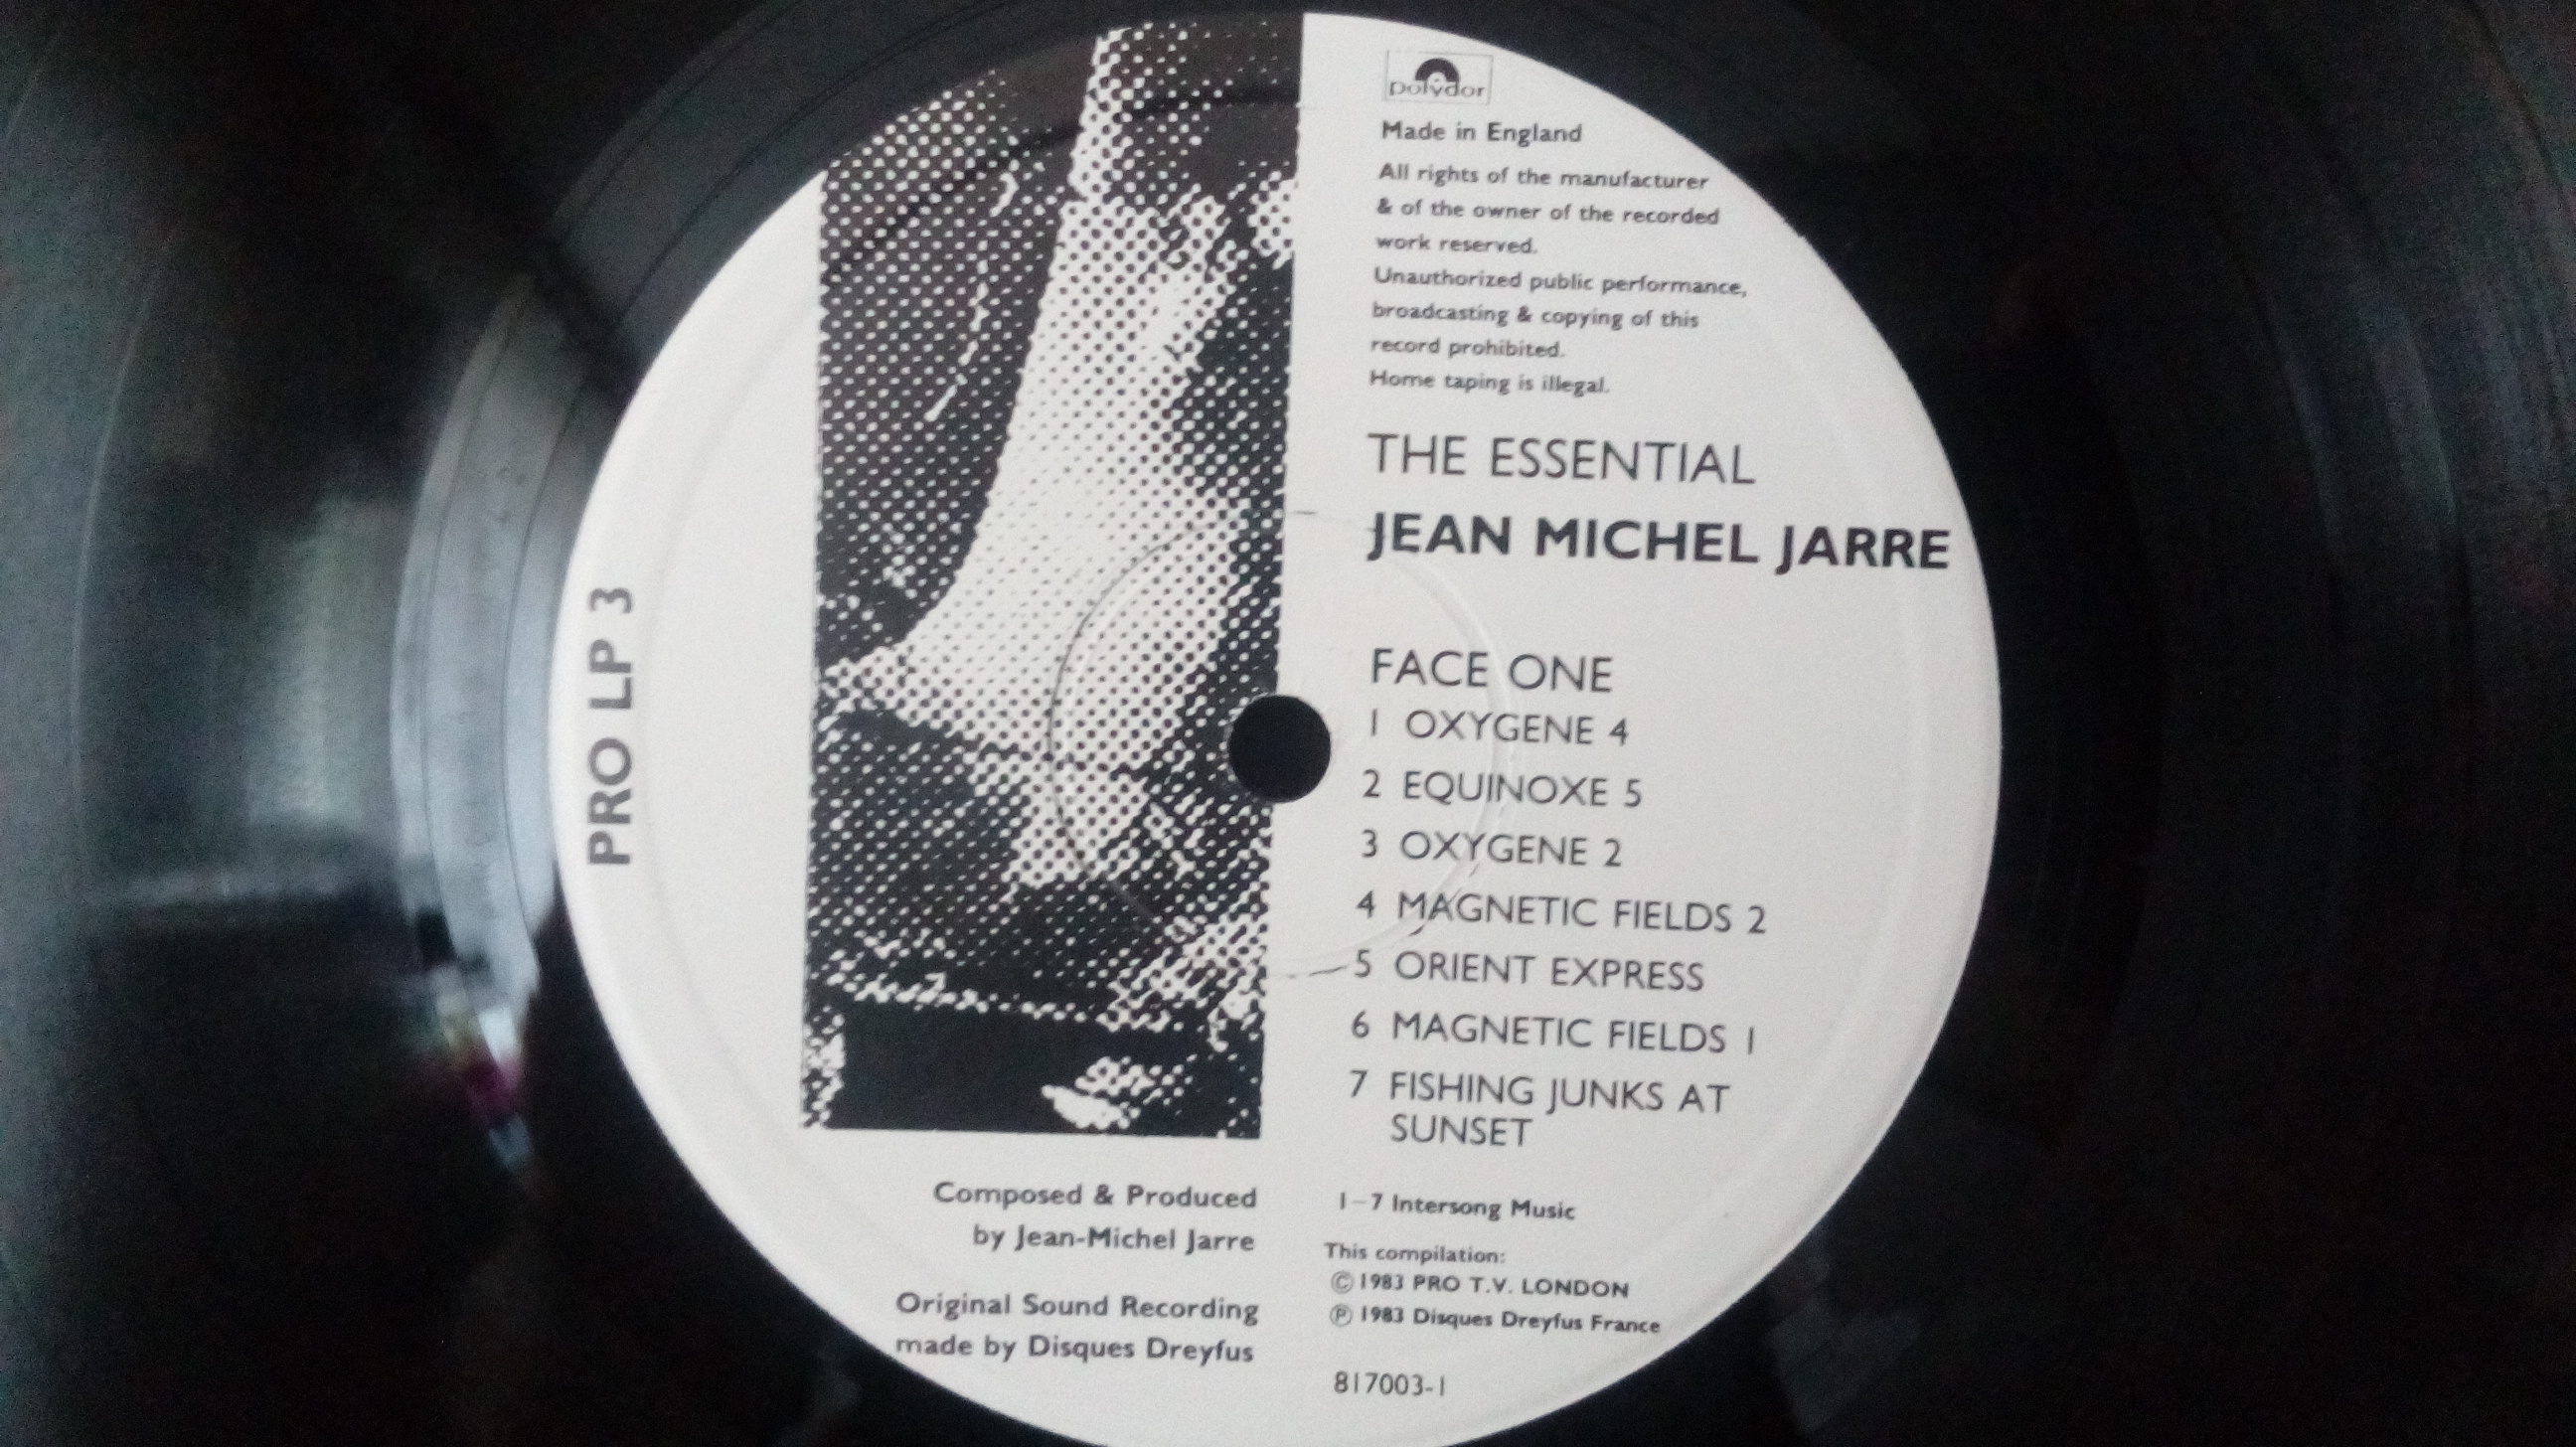 Polydor
Made in England
All rights of the manufacturer
& of the owner of the recorded
work reserved.
Unauthorized public performance,
broadcasting & copying of this
record prohibited.
Home taping is illegal.
THE ESSENTIAL
JEAN MICHEL JARRE
FACE ONE
1 OXYGENE 4
2 EQUINOXE 5
3 OXYGENE 2
4 MAGNETIC FIELDS 2
5 ORIENT EXPRESS
6 MAGNETIC FIELDS 1
7 FISHING JUNKS AT
SUNSET
PRO LP 3
Composed & Produced
by Jean-Michel Jarre
Original Sound Recording
made by Disques Dreyfus
1–7 Intersong Music
This compilation:
©1983 PRO T.V. LONDON
℗ 1983 Disques Dreyfus France
817003-1